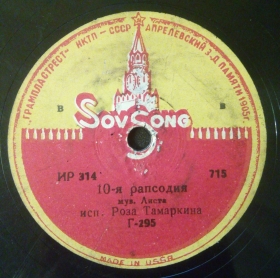 ГРАМПЛАСТРЕСТ — НКТП — СССР АПРЕЛЕВСКИЙ З-Д ПАМЯТИ 1905Г
В В
SOVSONG
ИР 314 715
10-я рапсодия
муз. Листа
исп. Роза Тамаркина
Г-295
MADE IN USSR